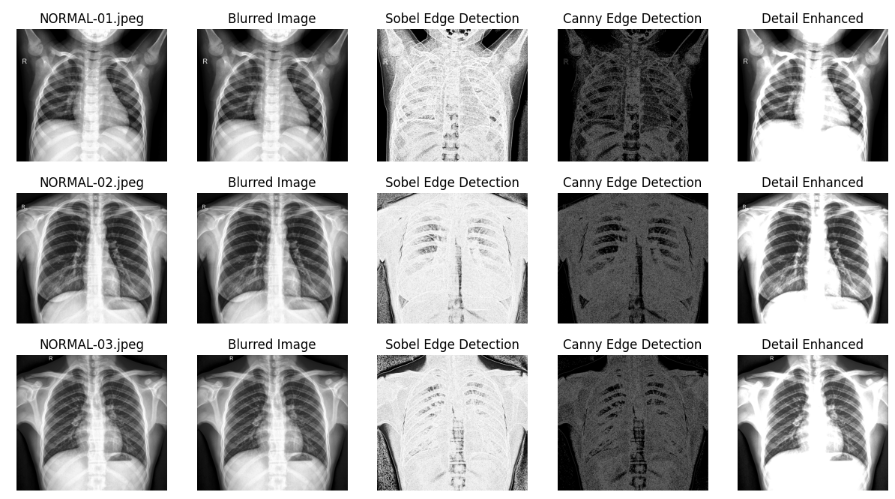 NORMAL-01.jpeg Blurred Image Sobel Edge Detection Canny Edge Detection Detail Enhanced
R R R R
NORMAL-02.jpeg Blurred Image Sobel Edge Detection Canny Edge Detection Detail Enhanced
R R R
NORMAL-03.jpeg Blurred Image Sobel Edge Detection Canny Edge Detection Detail Enhanced
R R R